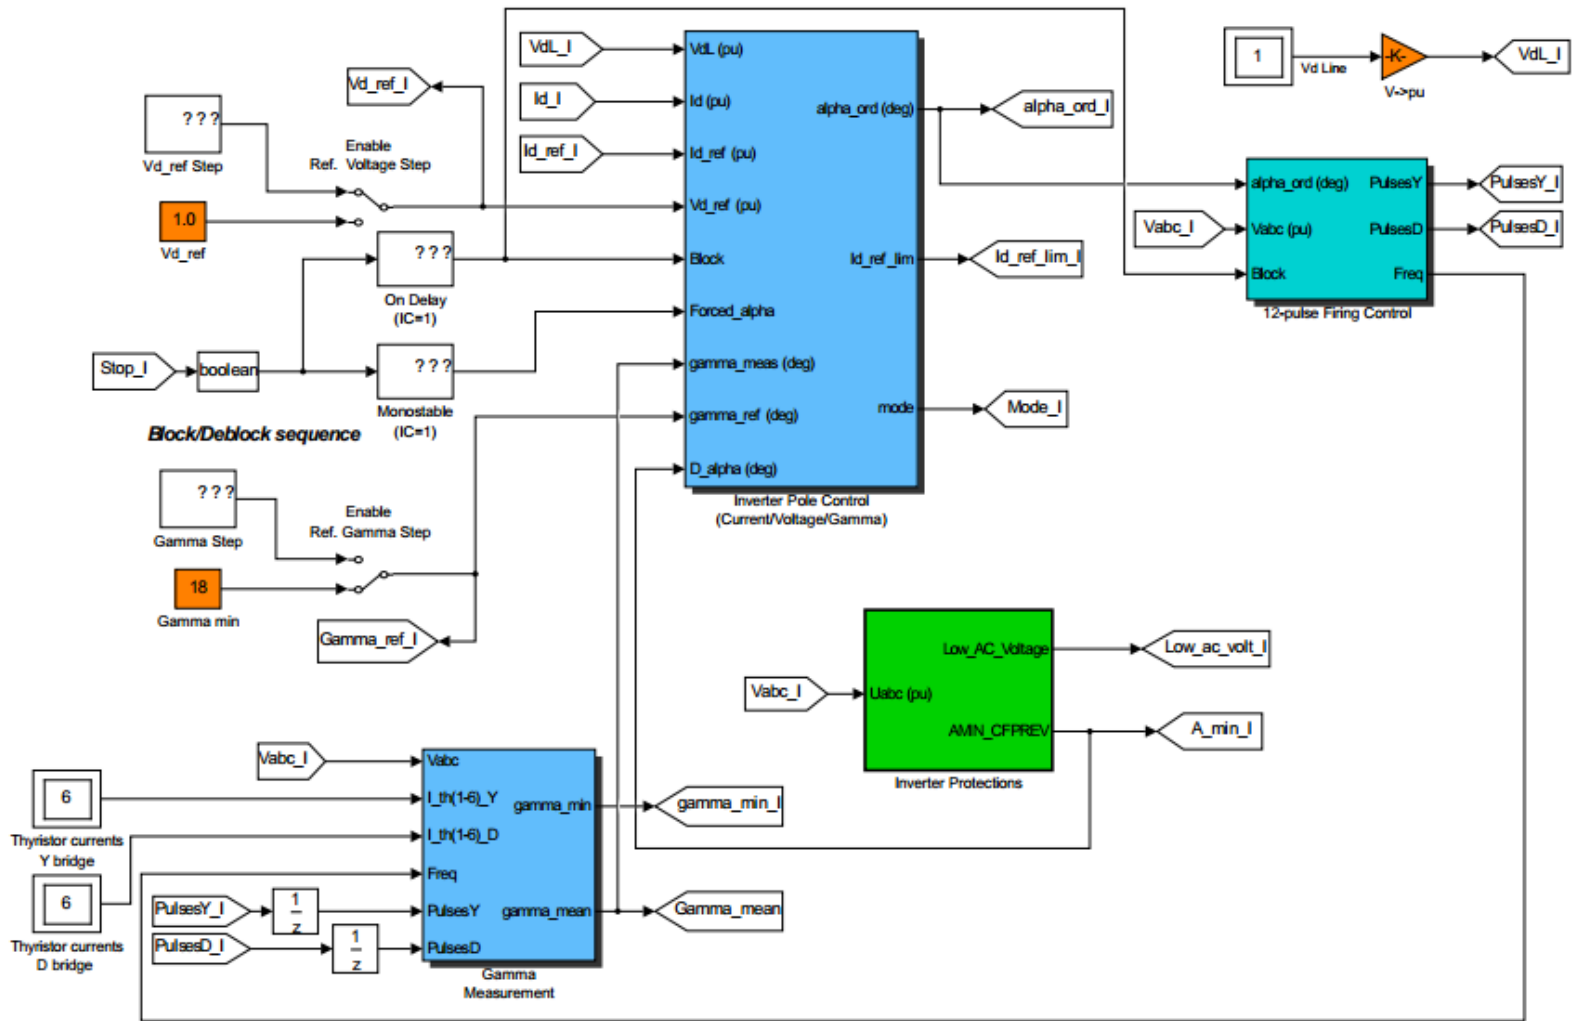 VdL_I
Id_I
Id_ref_I
Vd_ref_I
? ? ?
Vd_ref Step
Enable
Ref. Voltage Step
1.0
Vd_ref
? ? ?
On Delay
(IC=1)
Stop_I
boolean
? ? ?
Monostable
(IC=1)
Block/Deblock sequence
? ? ?
Gamma Step
Enable
Ref. Gamma Step
18
Gamma min
Gamma_ref_I
VdL (pu)
Id (pu)
Id_ref (pu)
Vd_ref (pu)
Block
Forced_alpha
gamma_meas (deg)
gamma_ref (deg)
D_alpha (deg)
alpha_ord (deg)
Id_ref_lim
mode
Inverter Pole Control
(Current/Voltage/Gamma)
alpha_ord_I
Id_ref_lim_I
Mode_I
1
Vd Line
-K-
V->pu
VdL_I
Vabc_I
alpha_ord (deg)
Vabc (pu)
Block
PulsesY
PulsesD
Freq
12-pulse Firing Control
PulsesY_I
PulsesD_I
Vabc_I
Uabc (pu)
Low_AC_Voltage
AMIN_CFPREV
Inverter Protections
Low_ac_volt_I
A_min_I
Vabc_I
6
Thyristor currents
Y bridge
6
Thyristor currents
D bridge
PulsesY_I
1
z
PulsesD_I
1
z
Vabc
I_th(1-6)_Y
I_th(1-6)_D
Freq
PulsesY
PulsesD
gamma_min
gamma_mean
Gamma
Measurement
gamma_min_I
Gamma_mean